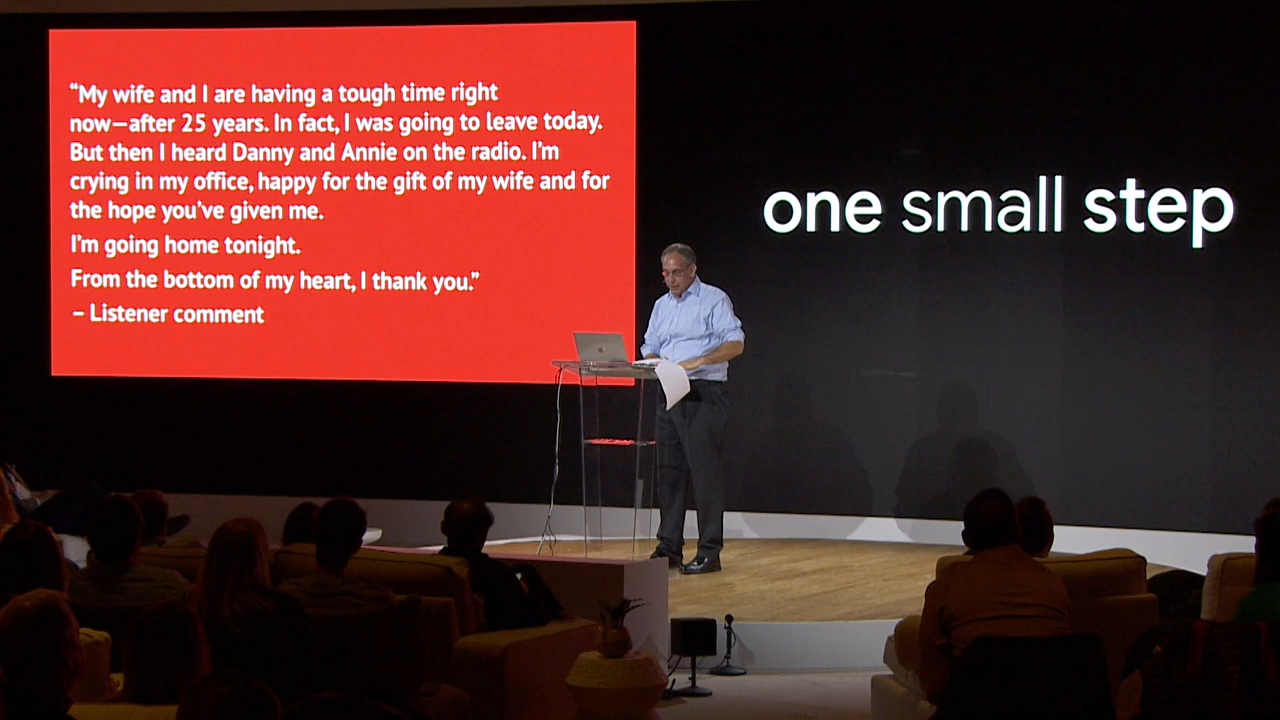 “My wife and I are having a tough time right
now—after 25 years. In fact, I was going to leave today.
But then I heard Danny and Annie on the radio. I’m
crying in my office, happy for the gift of my wife and for
the hope you’ve given me.
I’m going home tonight.
From the bottom of my heart, I thank you.”
– Listener comment
one small step